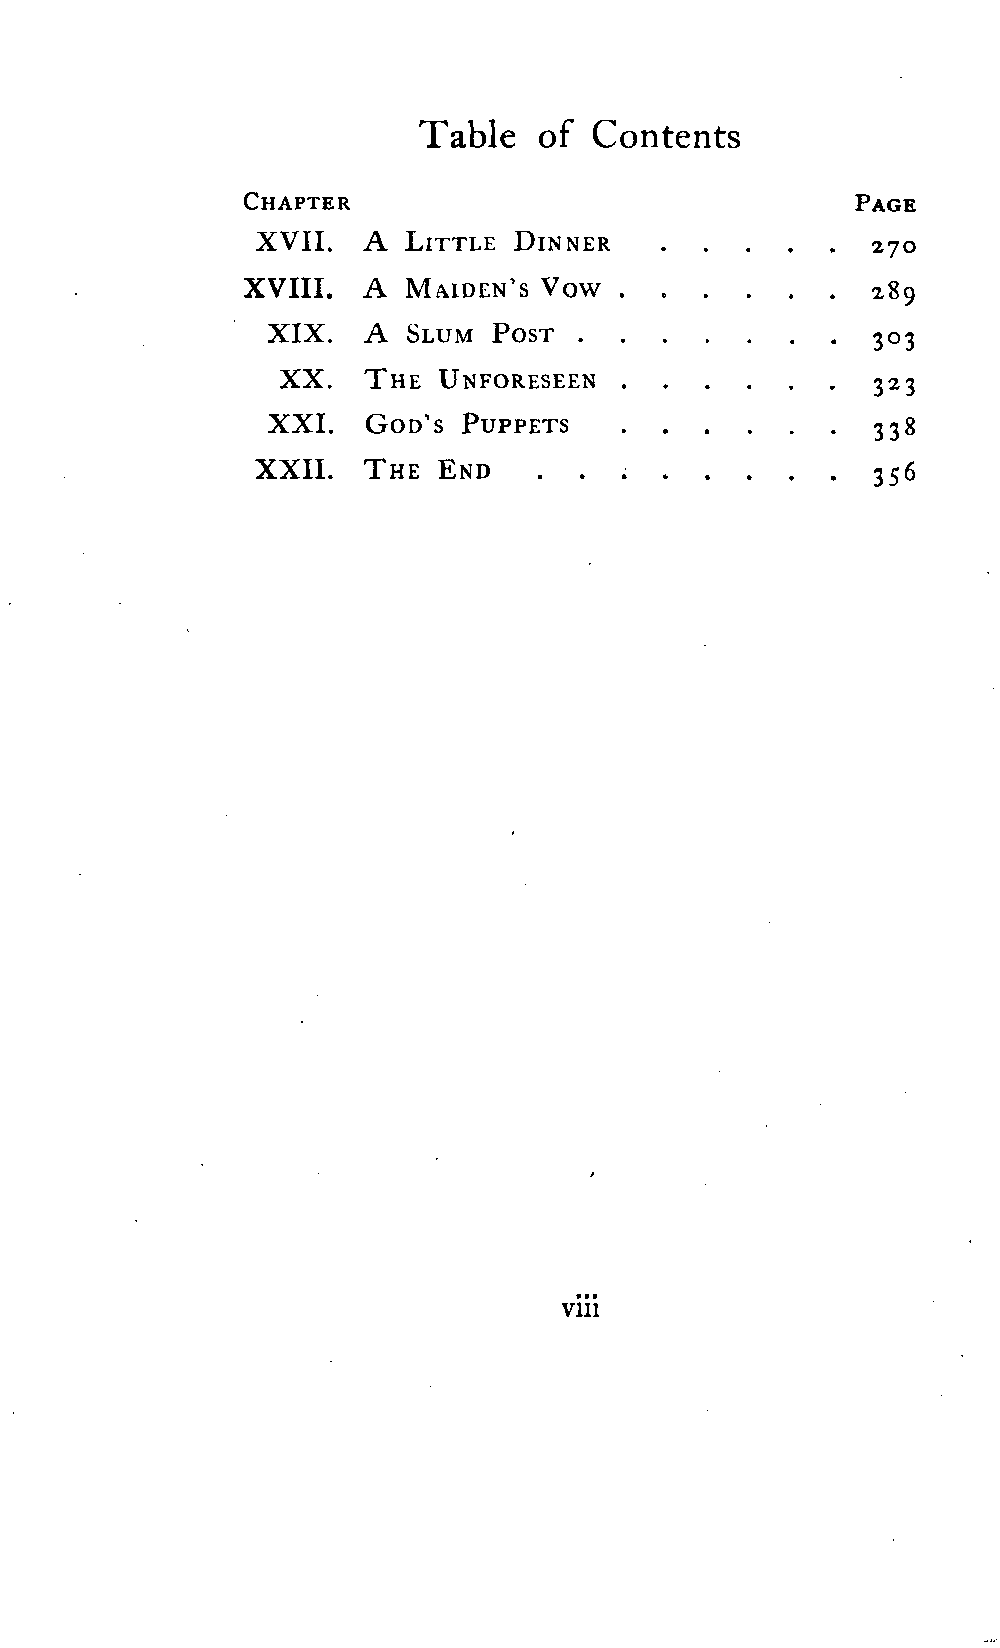 Table of Contents
CHAPTER PAGE
XVII. A LITTLE DINNER . . . . . 270
XVIII. A MAIDEN'S VOW . . . . . . 289
XIX. A SLUM POST . . . . . . . 303
XX. THE UNFORESEEN . . . . . . 323
XXI. GOD'S PUPPETS . . . . . . 338
XXII. THE END . . . . . . . . 356
viii